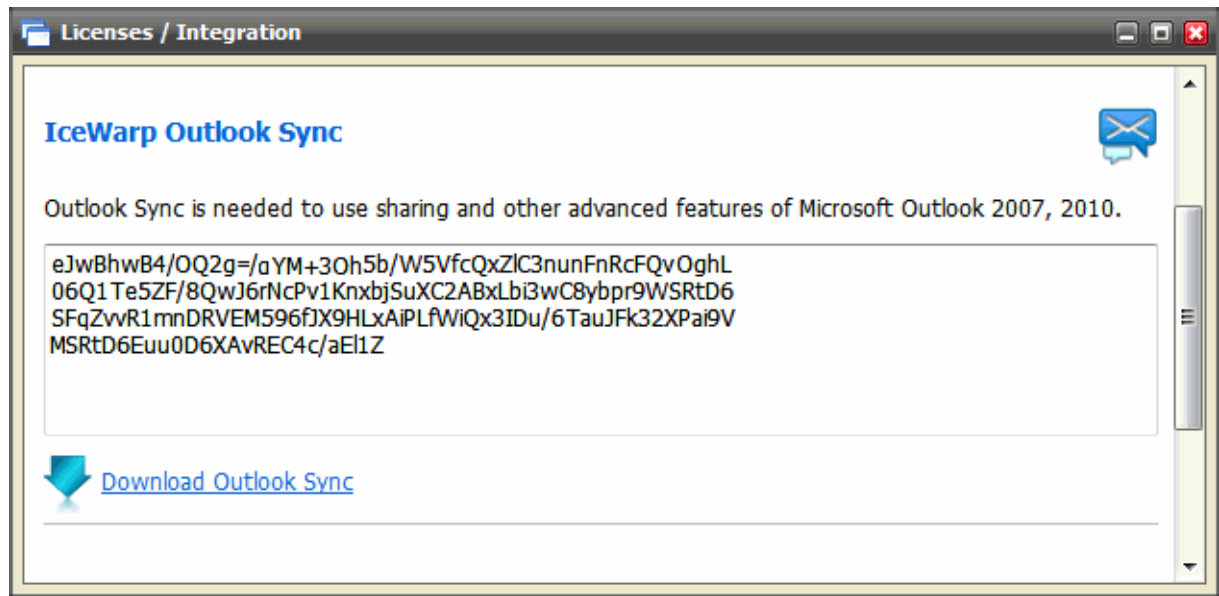 Licenses / Integration
IceWarp Outlook Sync
Outlook Sync is needed to use sharing and other advanced features of Microsoft Outlook 2007, 2010.
eJwBhwB4/OQ2g=/aYM+3Oh5b/W5VfcQxZlC3nunFnRcFQvOghL
06Q1Te5ZF/8QwJ6rNcPv1KnxbjSuXC2ABxLbi3wC8ybpr9WSRtD6
SFqZvvR1mnDRVEM596fJX9HLxAiPLfWiQx3IDu/6TauJFk32XPai9V
MSRtD6Euu0D6XAvREC4c/aEl1Z
Download Outlook Sync